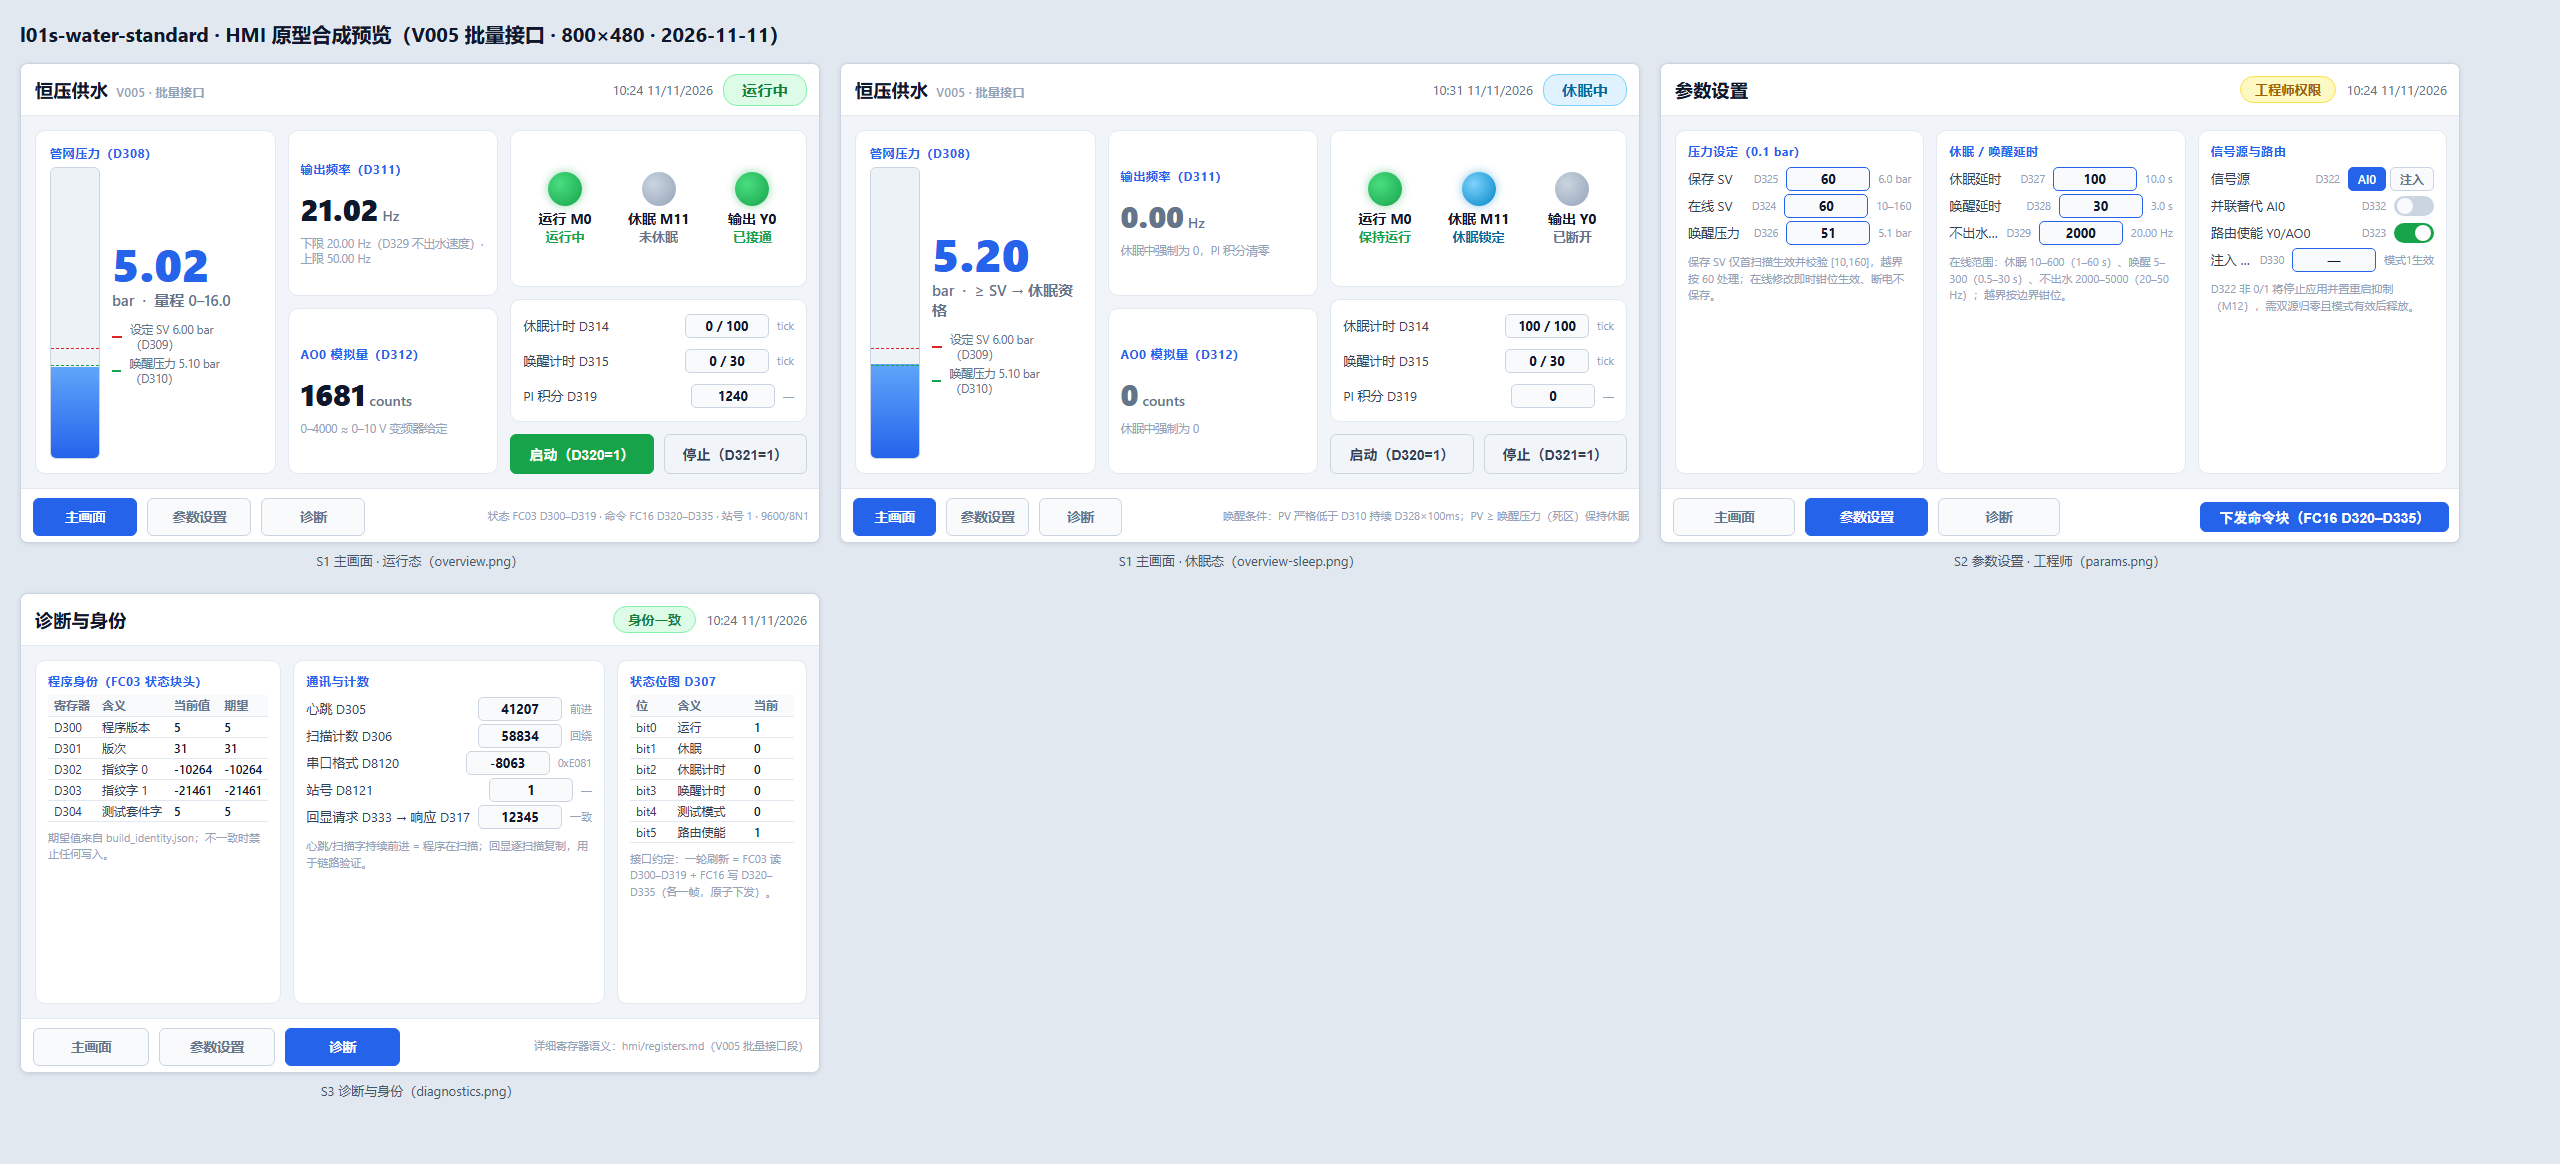 l01s-water-standard · HMI 原型合成预览（V005 批量接口 · 800×480 · 2026-11-11）
恒压供水 V005 · 批量接口 10:24 11/11/2026 运行中
管网压力（D308）
5.02
bar · 量程 0–16.0
设定 SV 6.00 bar
（D309）
唤醒压力 5.10 bar
（D310）
输出频率（D311）
21.02 Hz
下限 20.00 Hz（D329 不出水速度）·
上限 50.00 Hz
AO0 模拟量（D312）
1681 counts
0–4000 ≈ 0–10 V 变频器给定
运行 M0 休眠 M11 输出 Y0
运行中 未休眠 已接通
休眠计时 D314 0 / 100 tick
唤醒计时 D315 0 / 30 tick
PI 积分 D319 1240 —
启动（D320=1） 停止（D321=1）
主画面 参数设置 诊断 状态 FC03 D300–D319 · 命令 FC16 D320–D335 · 站号 1 · 9600/8N1
S1 主画面 · 运行态（overview.png）
恒压供水 V005 · 批量接口 10:31 11/11/2026 休眠中
管网压力（D308）
5.20
bar · ≥ SV → 休眠资
格
设定 SV 6.00 bar
（D309）
唤醒压力 5.10 bar
（D310）
输出频率（D311）
0.00 Hz
休眠中强制为 0，PI 积分清零
AO0 模拟量（D312）
0 counts
休眠中强制为 0
运行 M0 休眠 M11 输出 Y0
保持运行 休眠锁定 已断开
休眠计时 D314 100 / 100 tick
唤醒计时 D315 0 / 30 tick
PI 积分 D319 0 —
启动（D320=1） 停止（D321=1）
主画面 参数设置 诊断 唤醒条件：PV 严格低于 D310 持续 D328×100ms；PV ≥ 唤醒压力（死区）保持休眠
S1 主画面 · 休眠态（overview-sleep.png）
参数设置 工程师权限 10:24 11/11/2026
压力设定（0.1 bar）
保存 SV D325 60 6.0 bar
在线 SV D324 60 10–160
唤醒压力 D326 51 5.1 bar
保存 SV 仅首扫描生效并校验 [10,160]，越界
按 60 处理；在线修改即时钳位生效、断电不
保存。
休眠 / 唤醒延时
休眠延时 D327 100 10.0 s
唤醒延时 D328 30 3.0 s
不出水... D329 2000 20.00 Hz
在线范围：休眠 10–600（1–60 s）、唤醒 5–
300（0.5–30 s）、不出水 2000–5000（20–50
Hz）；越界按边界钳位。
信号源与路由
信号源 D322 AI0 注入
并联替代 AI0 D332
路由使能 Y0/AO0 D323
注入 ... D330 — 模式1生效
D322 非 0/1 将停止应用并置重启抑制
（M12），需双源归零且模式有效后释放。
主画面 参数设置 诊断 下发命令块（FC16 D320–D335）
S2 参数设置 · 工程师（params.png）
诊断与身份 身份一致 10:24 11/11/2026
程序身份（FC03 状态块头）
寄存器 含义 当前值 期望
D300 程序版本 5 5
D301 版次 31 31
D302 指纹字 0 -10264 -10264
D303 指纹字 1 -21461 -21461
D304 测试套件字 5 5
期望值来自 build_identity.json；不一致时禁
止任何写入。
通讯与计数
心跳 D305 41207 前进
扫描计数 D306 58834 回绕
串口格式 D8120 -8063 0xE081
站号 D8121 1 —
回显请求 D333 → 响应 D317 12345 一致
心跳/扫描字持续前进 = 程序在扫描；回显逐扫描复制，用
于链路验证。
状态位图 D307
位 含义 当前
bit0 运行 1
bit1 休眠 0
bit2 休眠计时 0
bit3 唤醒计时 0
bit4 测试模式 0
bit5 路由使能 1
接口约定：一轮刷新 = FC03 读
D300–D319 + FC16 写 D320–
D335（各一帧，原子下发）。
主画面 参数设置 诊断 详细寄存器语义：hmi/registers.md（V005 批量接口段）
S3 诊断与身份（diagnostics.png）